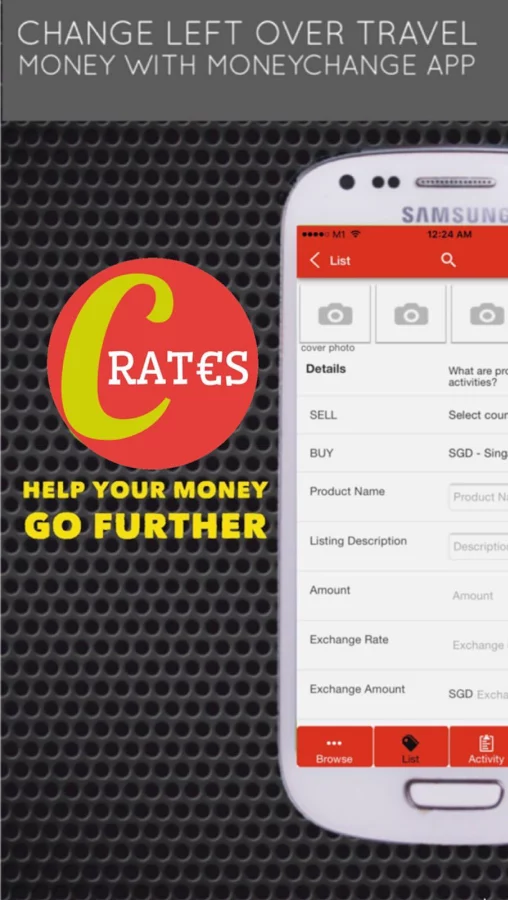 CHANGE LEFT OVER TRAVEL
MONEY WITH MONEYCHANGE APP
SAMSUNG
M1 12:24 AM
List
cover photo
Details What are pro
activities?
SELL Select coun
BUY SGD - Sing
Product Name Product Na
Listing Description Description
Amount Amount
Exchange Rate Exchange
Exchange Amount SGD Excha
Browse List Activity
CRAT€S
HELP YOUR MONEY
GO FURTHER